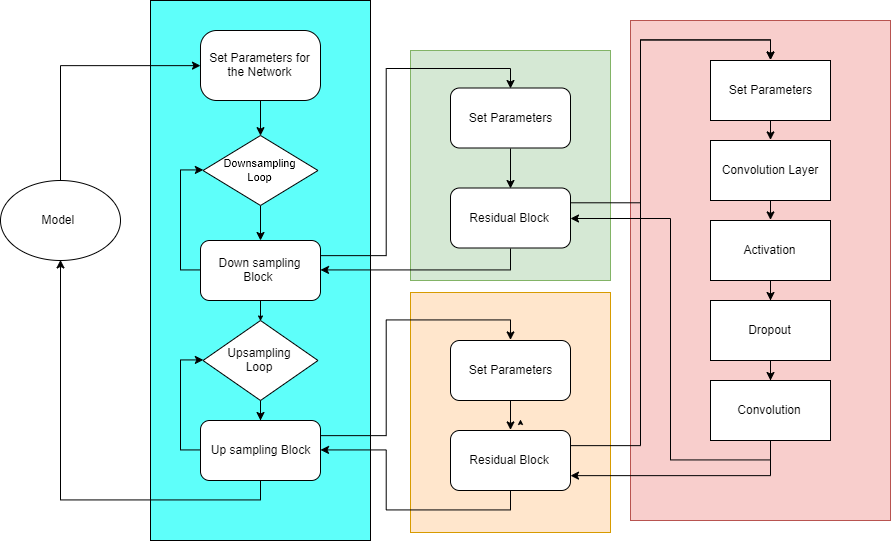 Model
Set Parameters for
the Network
Downsampling
Loop
Down sampling
Block
Upsampling
Loop
Up sampling Block
Set Parameters
Residual Block
Set Parameters
Residual Block
Set Parameters
Convolution Layer
Activation
Dropout
Convolution